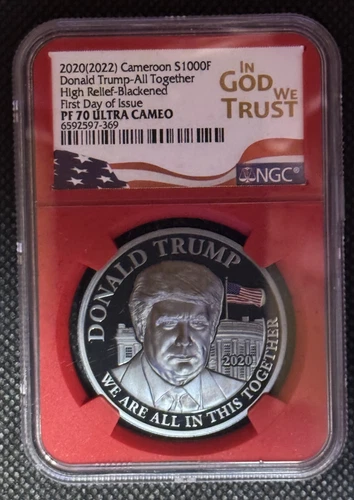 2020(2022) Cameroon S1000F
Donald Trump-All Together
High Relief-Blackened
First Day of Issue
PF 70 ULTRA CAMEO
6592597-369
IN
GOD WE
TRUST
NGC®
DONALD TRUMP
2020
WE ARE ALL IN THIS TOGETHER